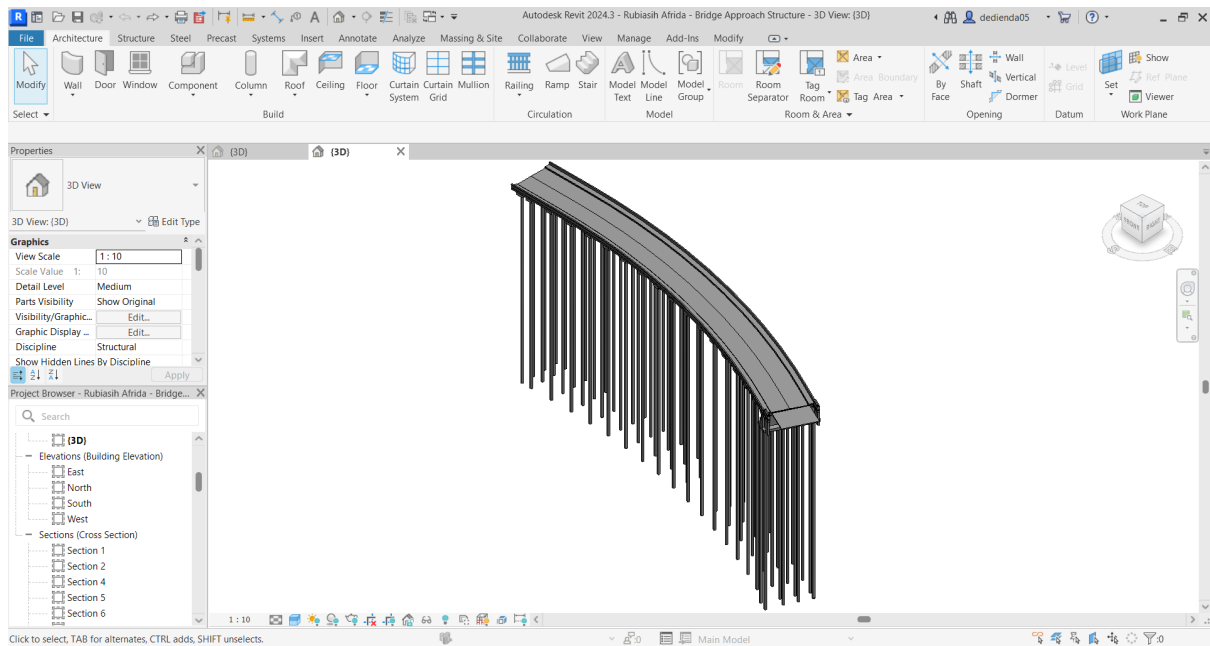 Autodesk Revit 2024.3 - Rubiasih Afrida - Bridge Approach Structure - 3D View: {3D}
dedienda05
File Architecture Structure Steel Precast Systems Insert Annotate Analyze Massing & Site Collaborate View Manage Add-Ins Modify
Modify Wall Door Window Component Column Roof Ceiling Floor Curtain System Curtain Grid Mullion Railing Ramp Stair Model Text Model Line Model Group Room Room Separator Tag Room
Area
Area Boundary
Tag Area
By Face Shaft
Wall
Vertical
Dormer
Level
Grid
Set
Show
Ref Plane
Viewer
Select Build Circulation Model Room & Area Opening Datum Work Plane
Properties
{3D} {3D}
3D View
3D View: {3D} Edit Type
Graphics
View Scale 1 : 10
Scale Value 1: 10
Detail Level Medium
Parts Visibility Show Original
Visibility/Graphic... Edit...
Graphic Display ... Edit...
Discipline Structural
Show Hidden Lines By Discipline
Apply
Project Browser - Rubiasih Afrida - Bridge...
Search
{3D}
Elevations (Building Elevation)
East
North
South
West
Sections (Cross Section)
Section 1
Section 2
Section 4
Section 5
Section 6
TOP
FRONT RIGHT
1 : 10
Click to select, TAB for alternates, CTRL adds, SHIFT unselects.
:0
Main Model
:0